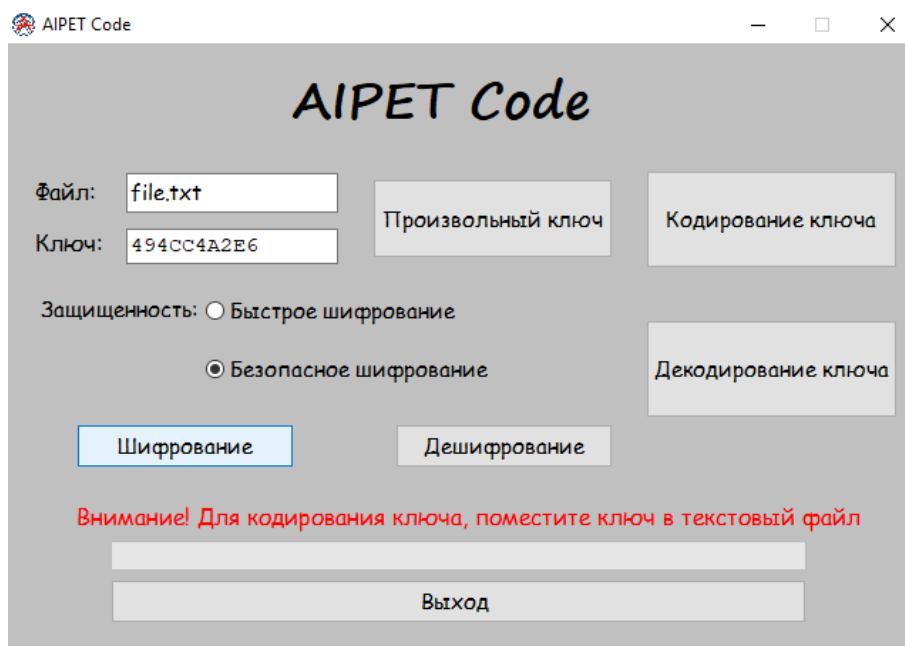 AIPET Code
AIPET Code
Файл: file.txt
Произвольный ключ
Кодирование ключа
Ключ: 494CC4A2E6
Защищенность: Быстрое шифрование
Безопасное шифрование
Декодирование ключа
Шифрование
Дешифрование
Внимание! Для кодирования ключа, поместите ключ в текстовый файл
Выход